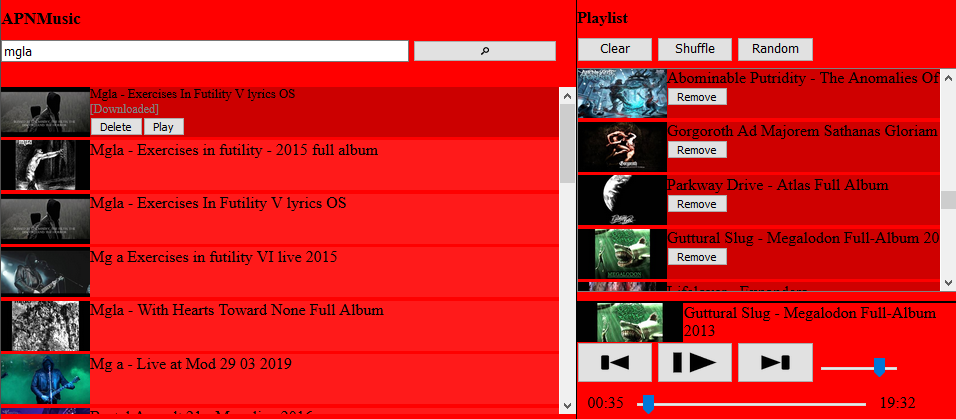 APNMusic
mgla
Mgla - Exercises In Futility V lyrics OS
[Downloaded]
Delete
Play
Mgla - Exercises in futility - 2015 full album
Mgla - Exercises In Futility V lyrics OS
Mg a Exercises in futility VI live 2015
Mgla - With Hearts Toward None Full Album
Mg a - Live at Mod 29 03 2019
Playlist
Clear
Shuffle
Random
Abominable Putridity - The Anomalies Of
Remove
Gorgoroth Ad Majorem Sathanas Gloriam
Remove
Parkway Drive - Atlas Full Album
Remove
Guttural Slug - Megalodon Full-Album 20
Remove
MEGALODON
Guttural Slug - Megalodon Full-Album
2013
00:35
19:32